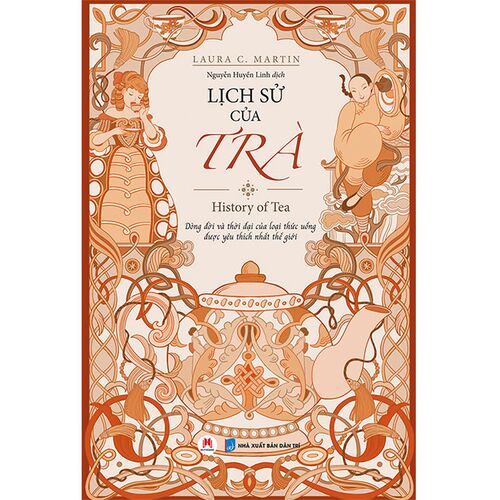 LAURA C. MARTIN
Nguyễn Huyền Linh dịch
LỊCH SỬ
CỦA
TRÀ
History of Tea
Dòng đời và thời đại của loại thức uống
được yêu thích nhất thế giới
NHÀ XUẤT BẢN DÂN TRÍ